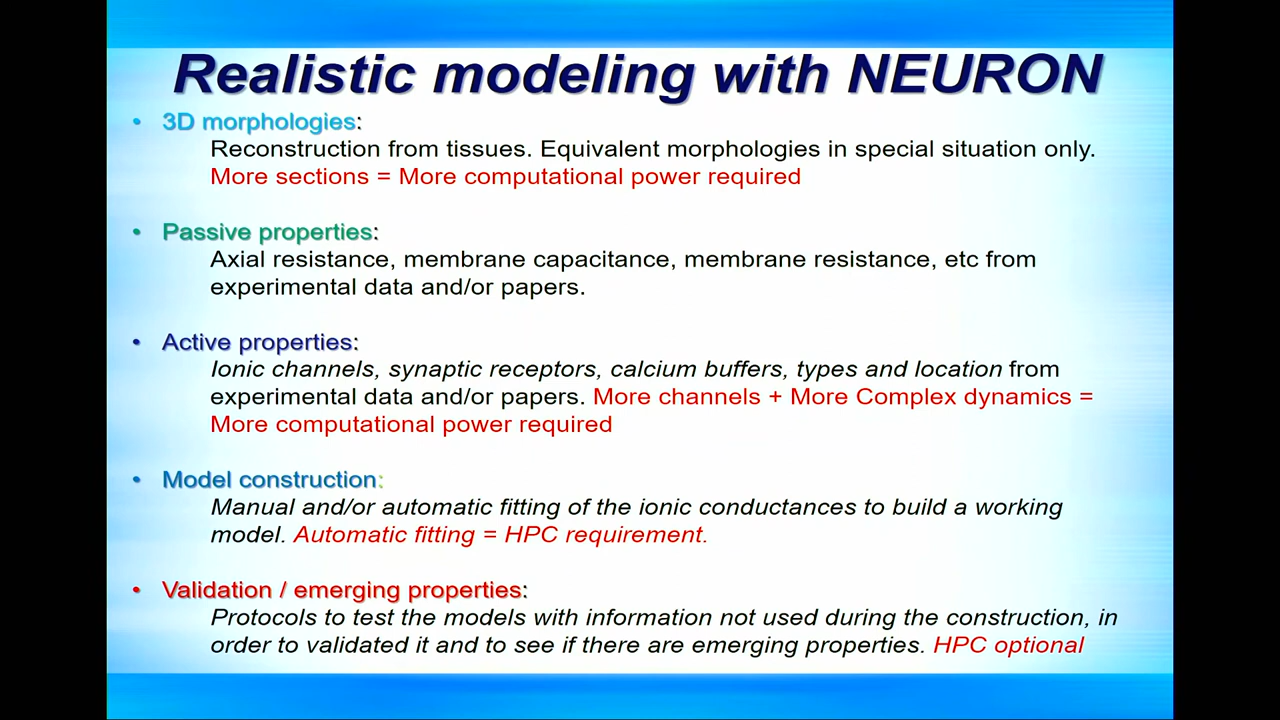 Realistic modeling with NEURON
• 3D morphologies:
Reconstruction from tissues. Equivalent morphologies in special situation only.
More sections = More computational power required
• Passive properties:
Axial resistance, membrane capacitance, membrane resistance, etc from
experimental data and/or papers.
• Active properties:
Ionic channels, synaptic receptors, calcium buffers, types and location from
experimental data and/or papers. More channels + More Complex dynamics =
More computational power required
• Model construction:
Manual and/or automatic fitting of the ionic conductances to build a working
model. Automatic fitting = HPC requirement.
• Validation / emerging properties:
Protocols to test the models with information not used during the construction, in
order to validated it and to see if there are emerging properties. HPC optional